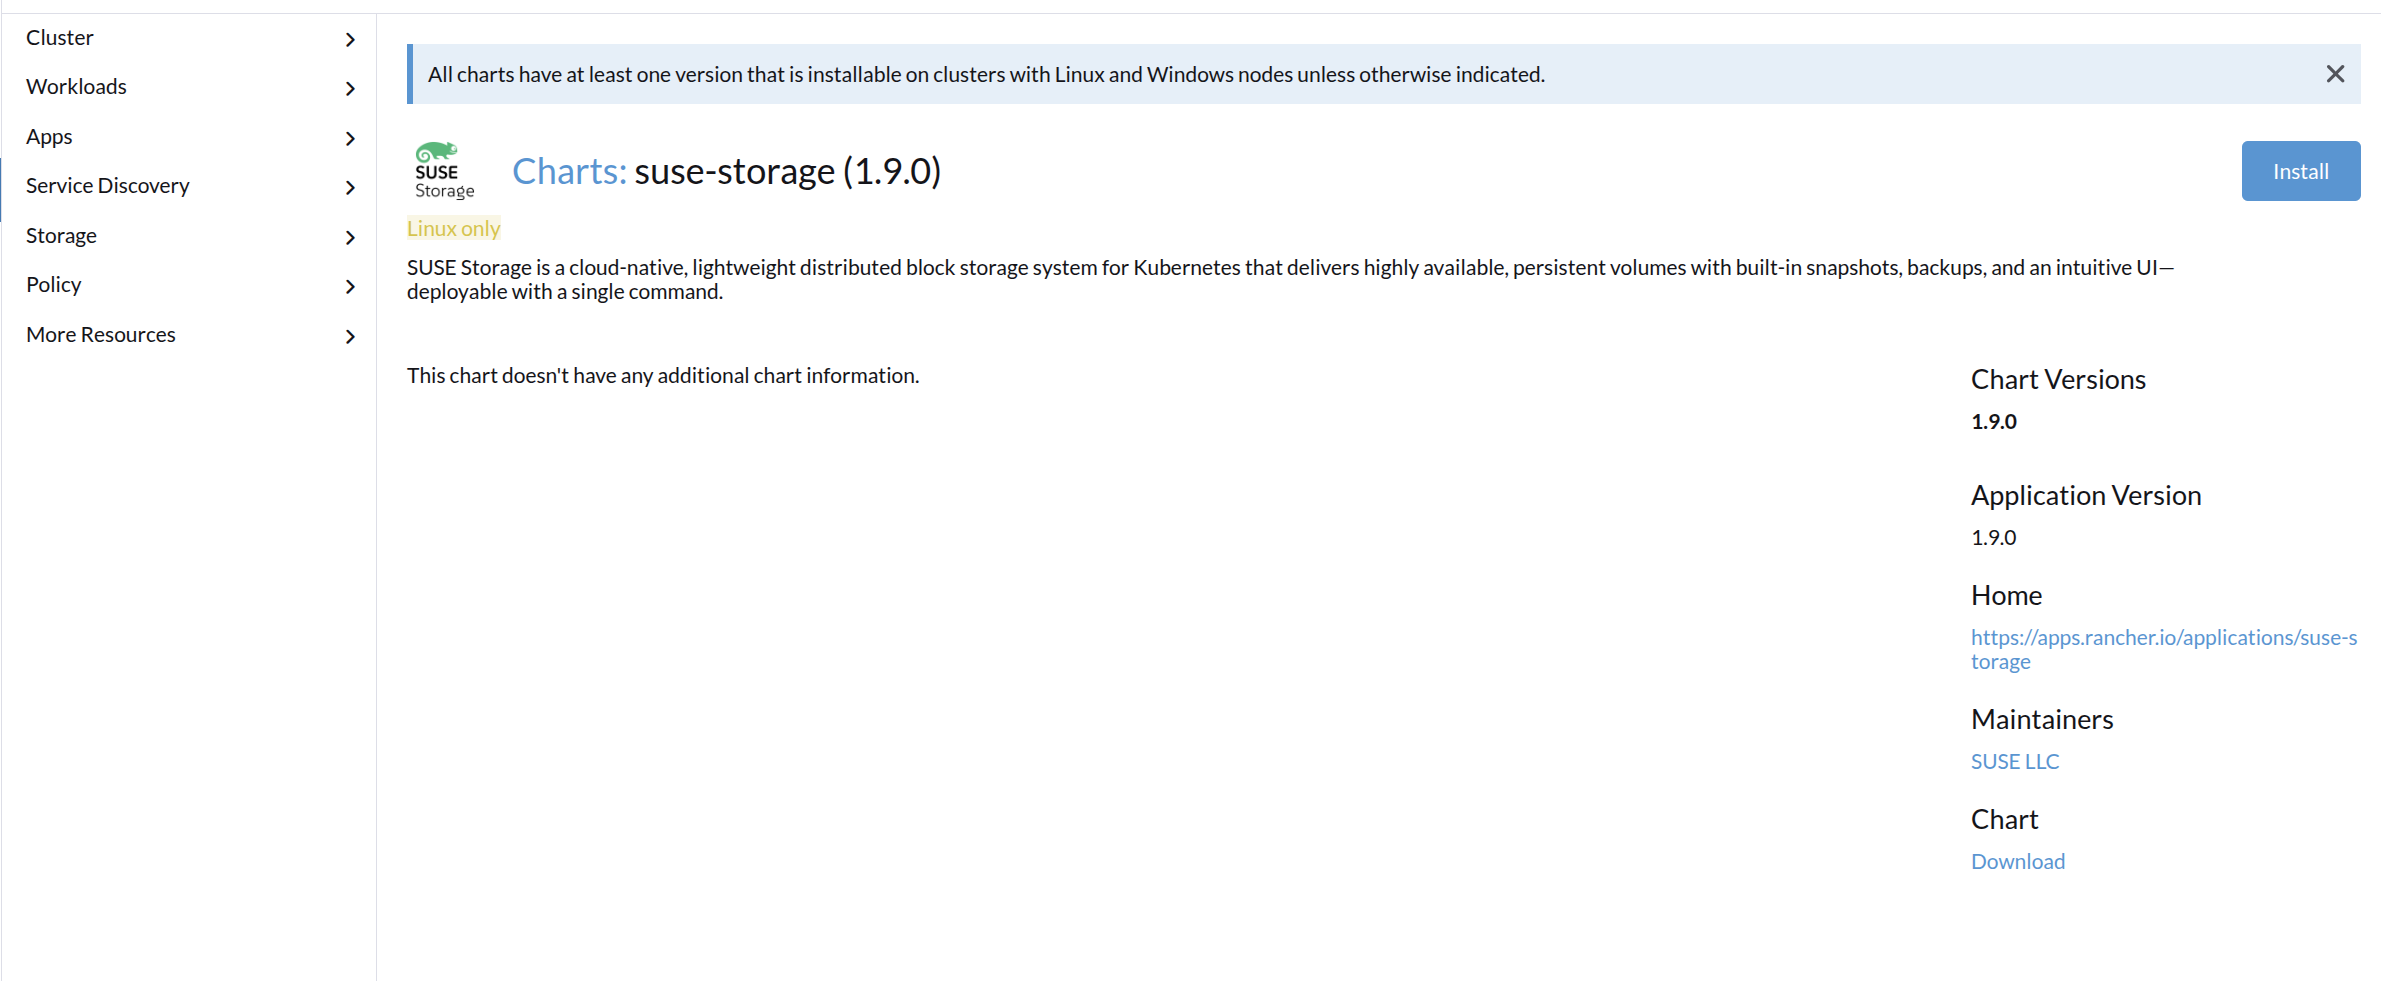 Cluster
Workloads
Apps
Service Discovery
Storage
Policy
More Resources
All charts have at least one version that is installable on clusters with Linux and Windows nodes unless otherwise indicated.
SUSE
Storage
Charts: suse-storage (1.9.0)
Install
Linux only
SUSE Storage is a cloud-native, lightweight distributed block storage system for Kubernetes that delivers highly available, persistent volumes with built-in snapshots, backups, and an intuitive UI—
deployable with a single command.
This chart doesn't have any additional chart information.
Chart Versions
1.9.0
Application Version
1.9.0
Home
https://apps.rancher.io/applications/suse-s
torage
Maintainers
SUSE LLC
Chart
Download